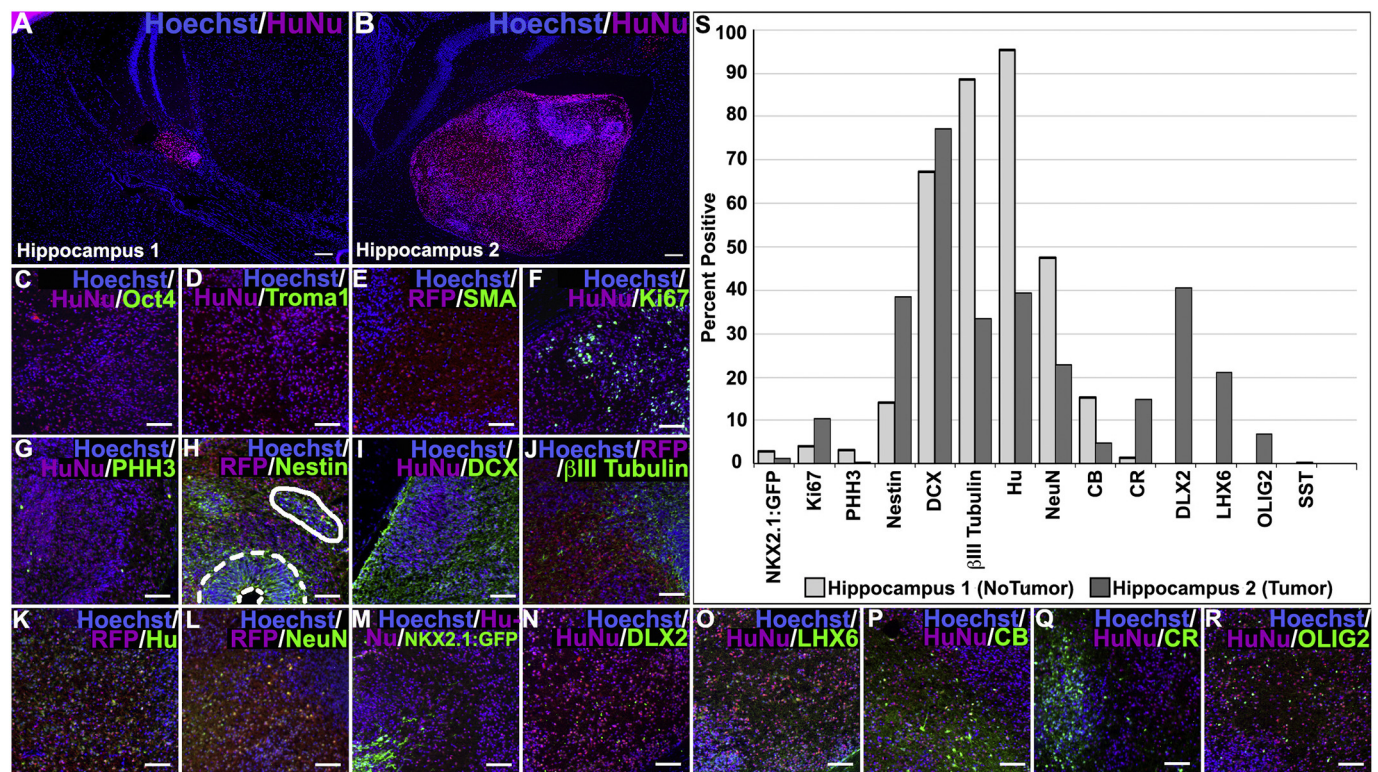 A Hoechst/HuNu
Hippocampus 1
B Hoechst/HuNu
Hippocampus 2
C Hoechst/
HuNu/Oct4
D Hoechst/
HuNu/Troma1
E Hoechst/
RFP/SMA
F Hoechst/
HuNu/Ki67
G Hoechst/
HuNu/PHH3
H Hoechst/
RFP/Nestin
I Hoechst/
HuNu/DCX
J Hoechst/RFP
/βIII Tubulin
K Hoechst/
RFP/Hu
L Hoechst/
RFP/NeuN
M Hoechst/Hu-
Nu/NKX2.1:GFP
N Hoechst/
HuNu/DLX2
O Hoechst/
HuNu/LHX6
P Hoechst/
HuNu/CB
Q Hoechst/
HuNu/CR
R Hoechst/
HuNu/OLIG2
S
Percent Positive
100
90
80
70
60
50
40
30
20
10
0
NKX2.1:GFP
Ki67
PHH3
Nestin
DCX
βIII Tubulin
Hu
NeuN
CB
CR
DLX2
LHX6
OLIG2
SST
Hippocampus 1 (NoTumor)
Hippocampus 2 (Tumor)